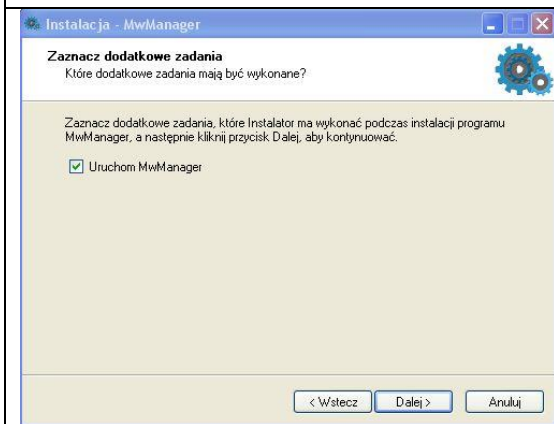 Instalacja - MwManager
Zaznacz dodatkowe zadania
Które dodatkowe zadania mają być wykonane?
Zaznacz dodatkowe zadania, które Instalator ma wykonać podczas instalacji programu
MwManager, a następnie kliknij przycisk Dalej, aby kontynuować.
Uruchom MwManager
< Wstecz
Dalej >
Anuluj